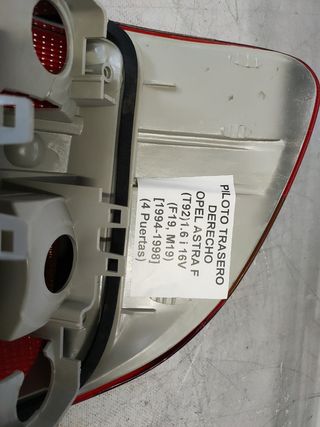 PILOTO TRASERO
DERECHO
OPEL ASTRA F
(T92)1.6 i 16V
(F19, M19)
[1994-1998]
(4 Puertas)